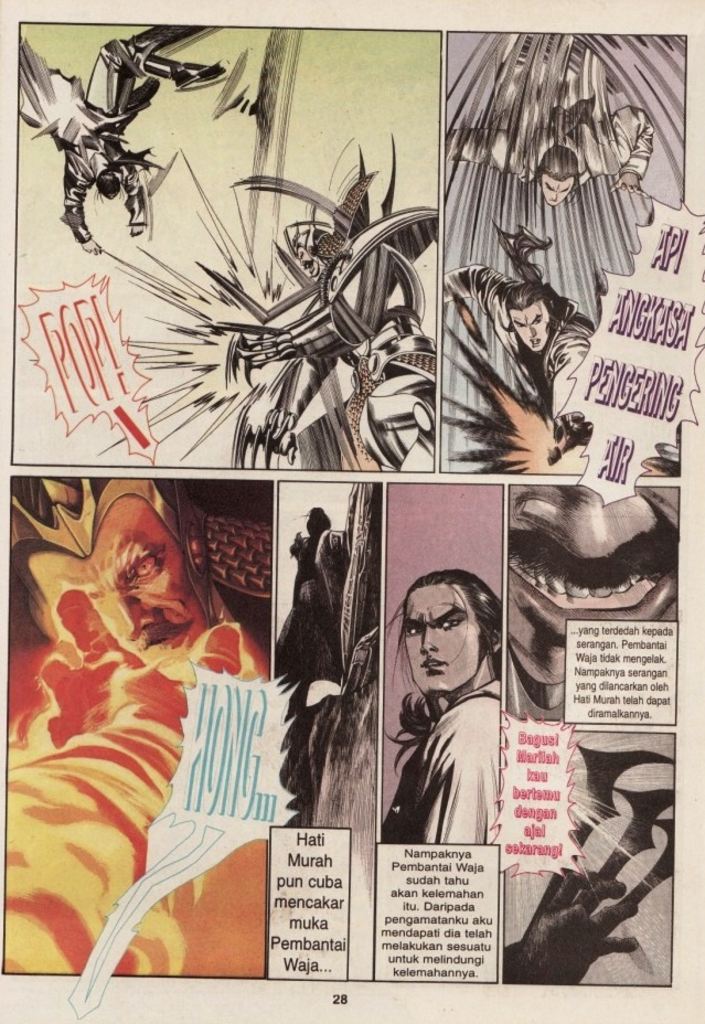 POP!
API
ANGKASA
PENGERING
AIR
HONG...
Hati
Murah
pun cuba
mencakar
muka
Pembantai
Waja...
Nampaknya
Pembantai Waja
sudah tahu
akan kelemahan
itu. Daripada
pengamatanku aku
mendapati dia telah
melakukan sesuatu
untuk melindungi
kelemahannya.
...yang terdedah kepada
serangan. Pembantai
Waja tidak mengelak.
Nampaknya serangan
yang dilancarkan oleh
Hati Murah telah dapat
diramalkannya.
Bagus!
Marilah
kau
bertemu
dengan
ajal
sekarang!
28